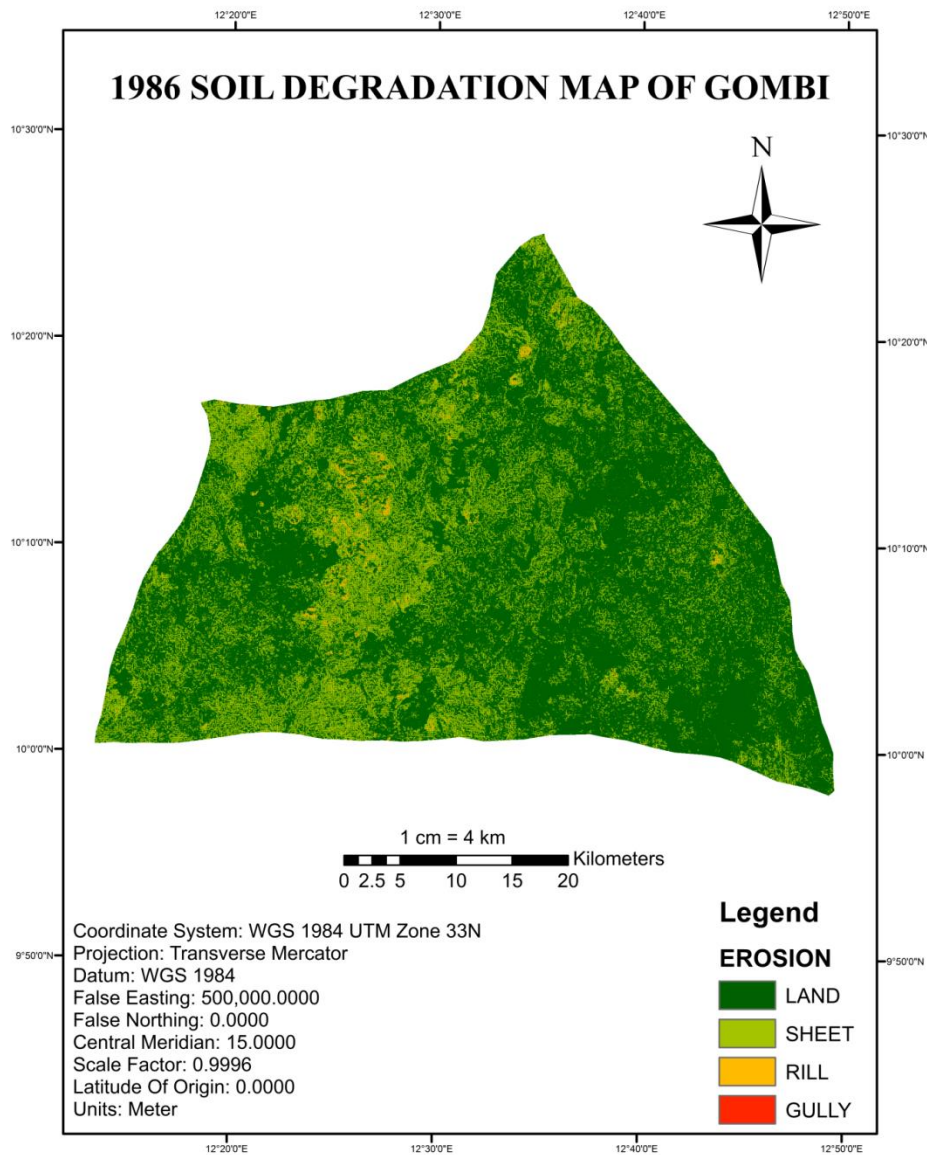 12°20'0"E 12°30'0"E 12°40'0"E 12°50'0"E
1986 SOIL DEGRADATION MAP OF GOMBI
10°30'0"N 10°30'0"N
N
10°20'0"N 10°20'0"N
10°10'0"N 10°10'0"N
10°0'0"N 10°0'0"N
1 cm = 4 km
Kilometers
0 2.5 5 10 15 20
Legend
EROSION
LAND
SHEET
RILL
GULLY
Coordinate System: WGS 1984 UTM Zone 33N
Projection: Transverse Mercator
Datum: WGS 1984
False Easting: 500,000.0000
False Northing: 0.0000
Central Meridian: 15.0000
Scale Factor: 0.9996
Latitude Of Origin: 0.0000
Units: Meter
9°50'0"N 9°50'0"N
12°20'0"E 12°30'0"E 12°40'0"E 12°50'0"E